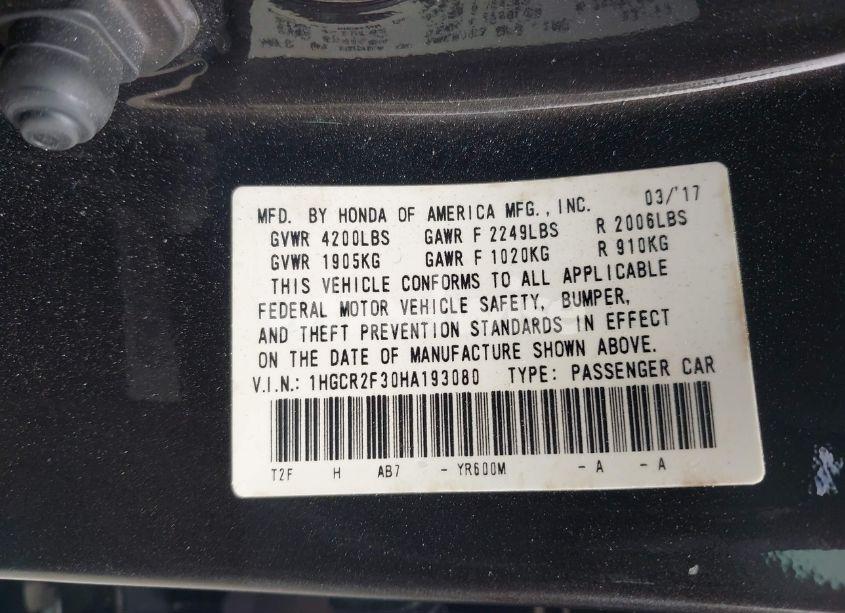 MFD. BY HONDA OF AMERICA MFG., INC. 03/'17
GVWR 4200LBS GAWR F 2249LBS R 2006LBS
GVWR 1905KG GAWR F 1020KG R 910KG
THIS VEHICLE CONFORMS TO ALL APPLICABLE
FEDERAL MOTOR VEHICLE SAFETY, BUMPER,
AND THEFT PREVENTION STANDARDS IN EFFECT
ON THE DATE OF MANUFACTURE SHOWN ABOVE.
V.I.N.: 1HGCR2F30HA193080 TYPE: PASSENGER CAR
T2F H AB7 - YR600M - A - A